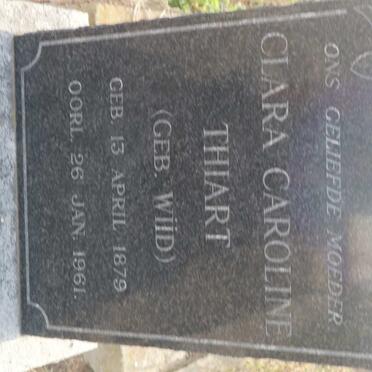 ONS GELIEFDE MOEDER
CLARA CAROLINE
THIART
(GEB. WIID)
GEB. 13 APRIL 1879
OORL. 26 JAN. 1961.